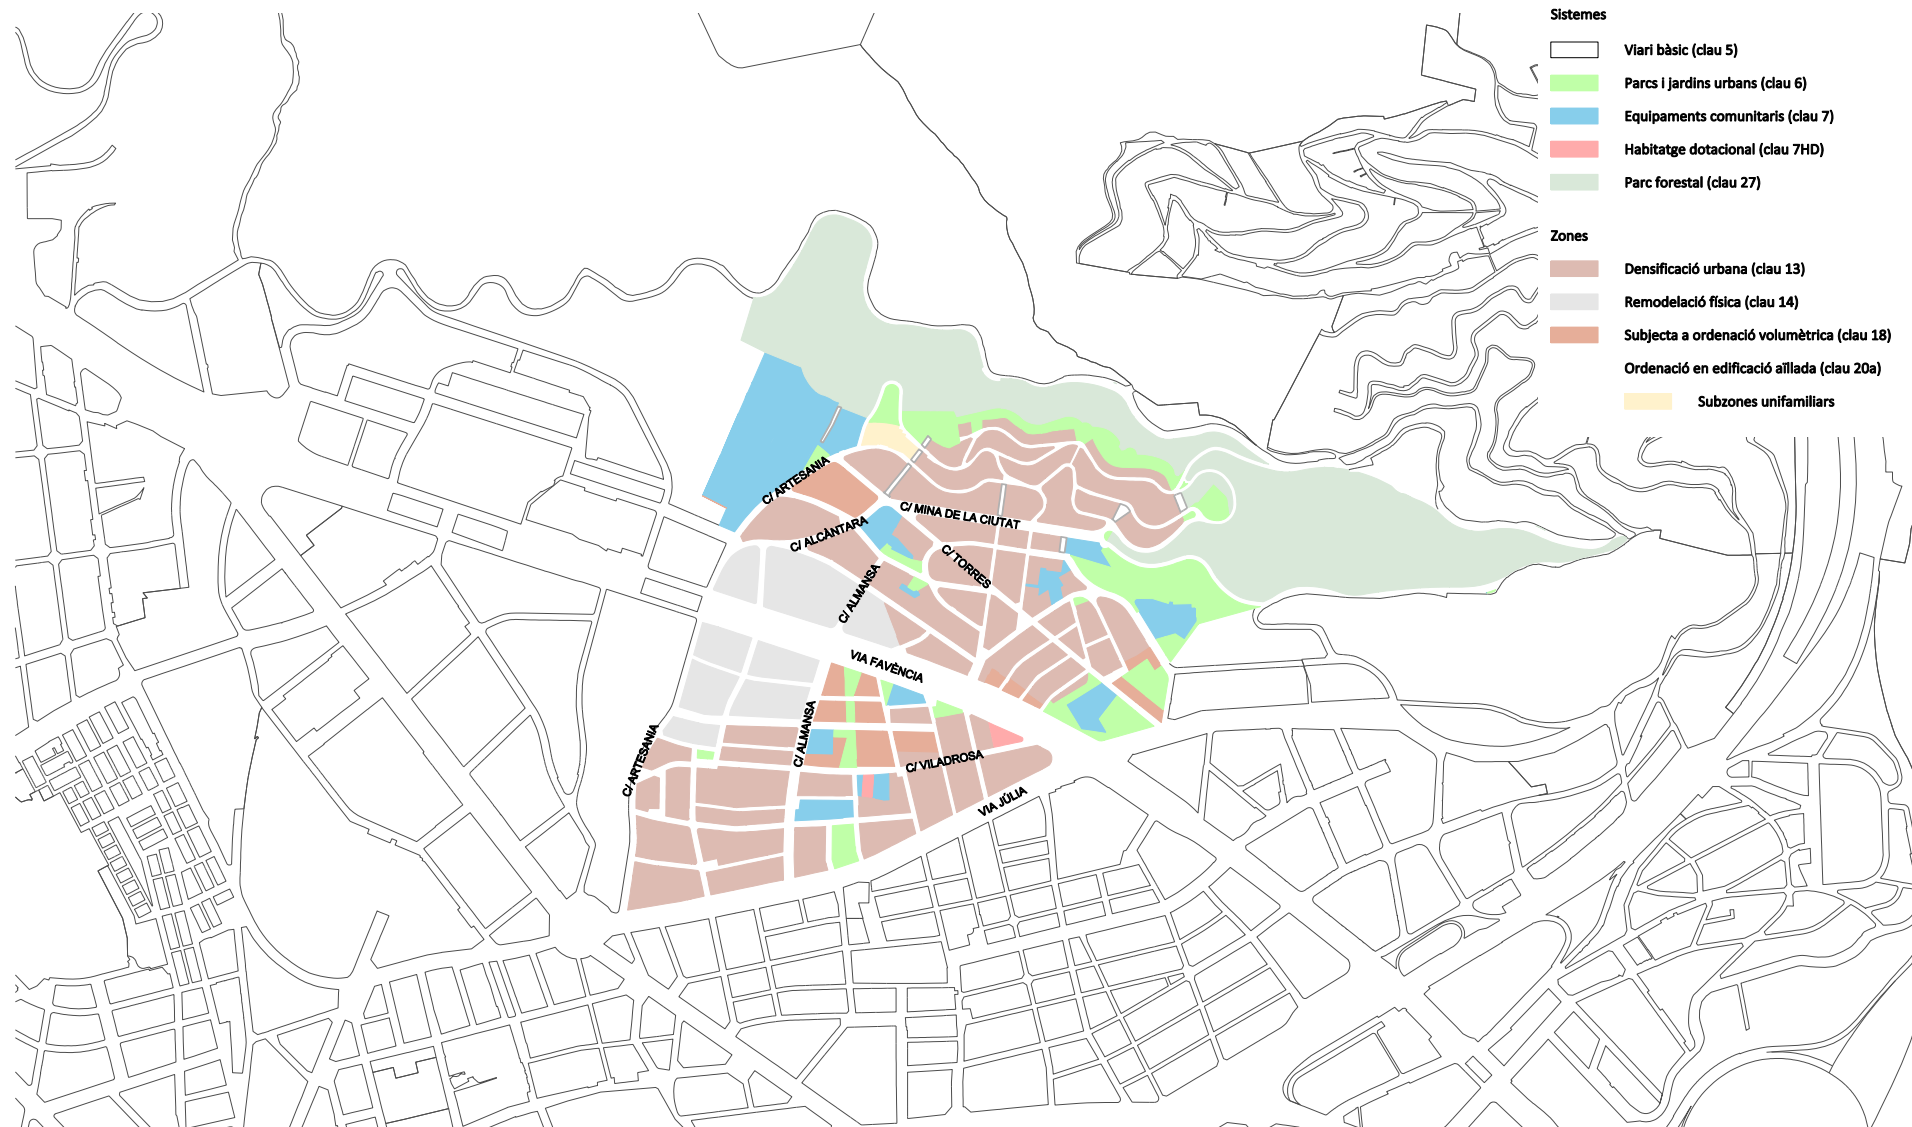 Sistemes
Viari bàsic (clau 5)
Parcs i jardins urbans (clau 6)
Equipaments comunitaris (clau 7)
Habitatge dotacional (clau 7HD)
Parc forestal (clau 27)
Zones
Densificació urbana (clau 13)
Remodelació física (clau 14)
Subjecta a ordenació volumètrica (clau 18)
Ordenació en edificació aïllada (clau 20a)
Subzones unifamiliars
C/ ARTESANIA
C/ MINA DE LA CIUTAT
C/ ALCÀNTARA
C/ TORRES
C/ ALMANSA
VIA FAVÈNCIA
C/ ALMANSA
C/ ARTESANIA
C/ VILADROSA
VIA JÚLIA